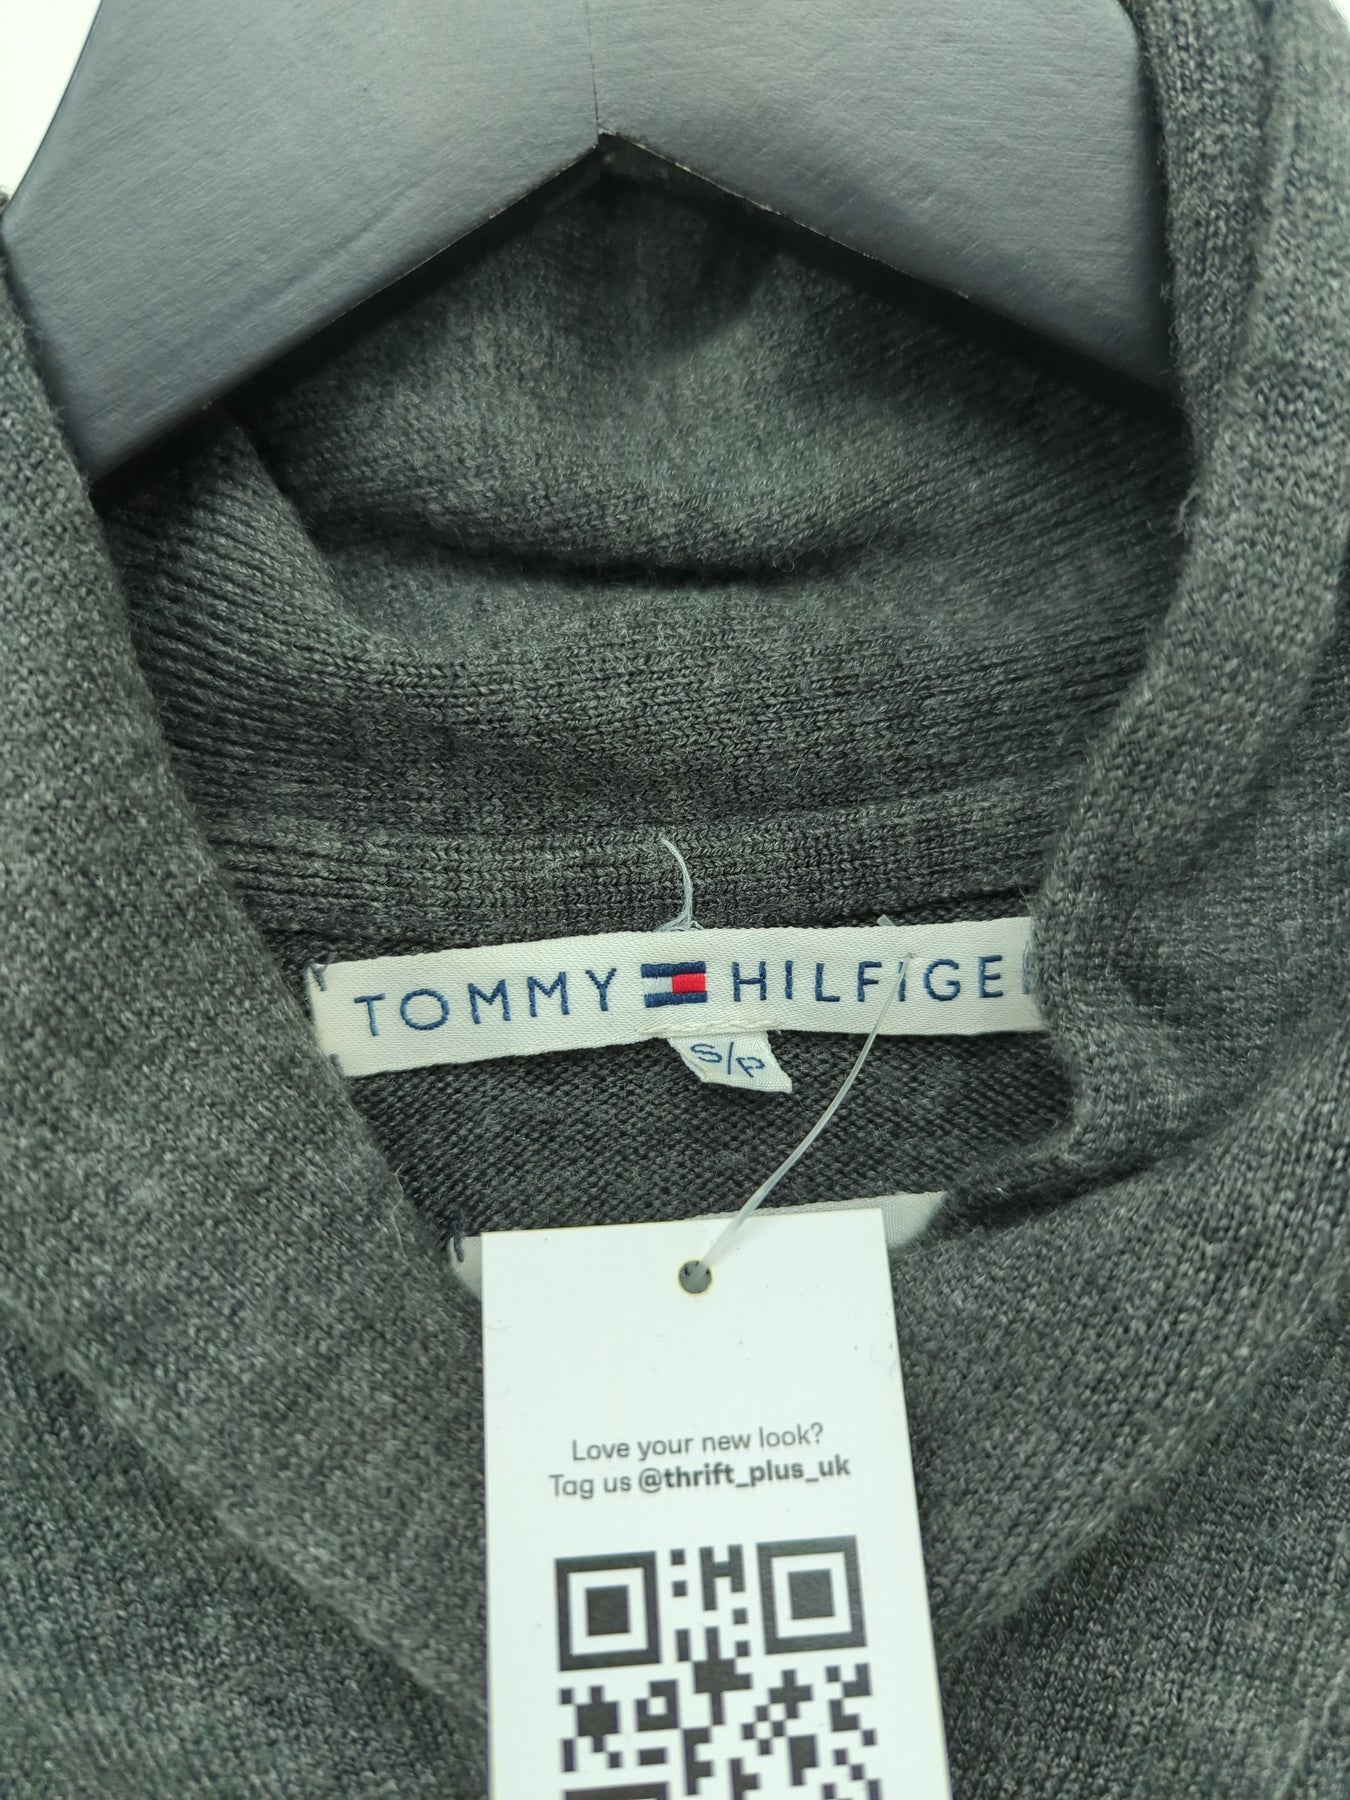 TOMMY HILFIGE
S/P
Love your new look?
Tag us @thrift_plus_uk